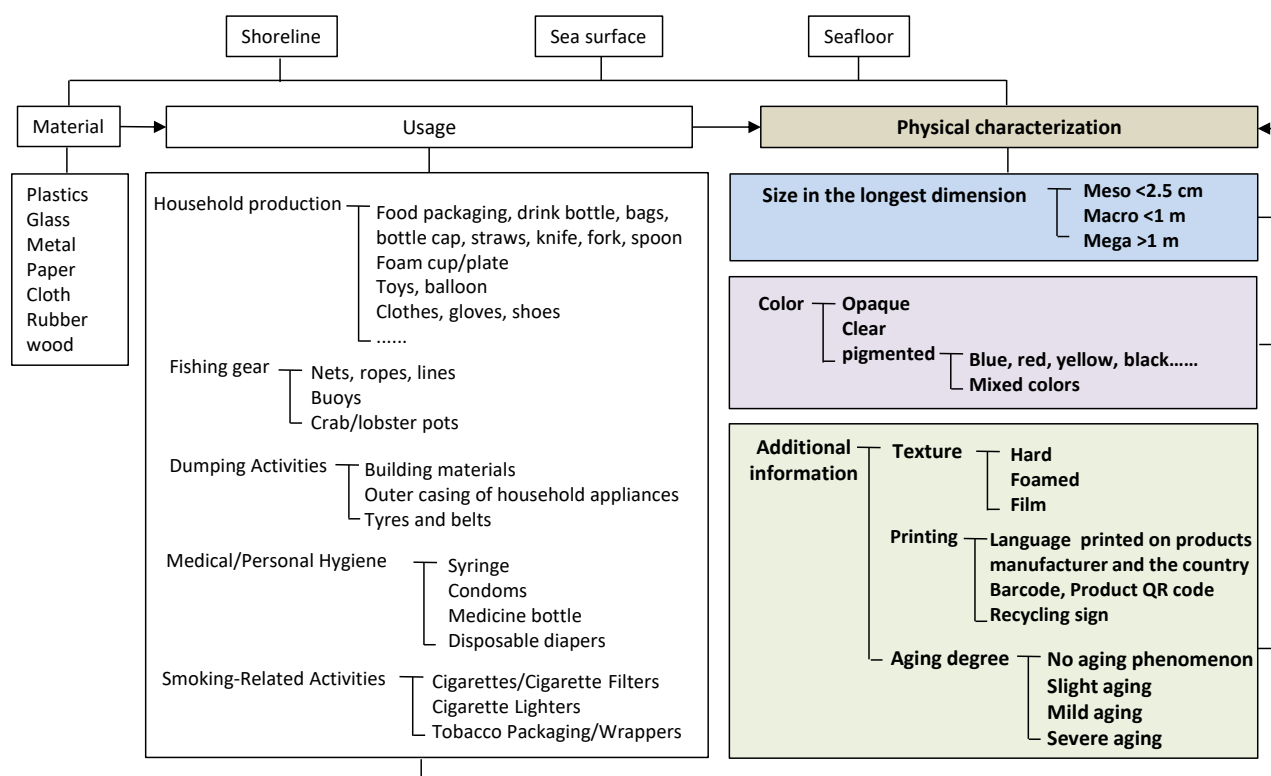 Shoreline
Sea surface
Seafloor
Material
Usage
Physical characterization
Plastics
Glass
Metal
Paper
Cloth
Rubber
wood
Household production
Food packaging, drink bottle, bags,
bottle cap, straws, knife, fork, spoon
Foam cup/plate
Toys, balloon
Clothes, gloves, shoes
......
Fishing gear
Nets, ropes, lines
Buoys
Crab/lobster pots
Dumping Activities
Building materials
Outer casing of household appliances
Tyres and belts
Medical/Personal Hygiene
Syringe
Condoms
Medicine bottle
Disposable diapers
Smoking-Related Activities
Cigarettes/Cigarette Filters
Cigarette Lighters
Tobacco Packaging/Wrappers
Size in the longest dimension
Meso <2.5 cm
Macro <1 m
Mega >1 m
Color
Opaque
Clear
pigmented
Blue, red, yellow, black......
Mixed colors
Additional
information
Texture
Hard
Foamed
Film
Printing
Language printed on products
manufacturer and the country
Barcode, Product QR code
Recycling sign
Aging degree
No aging phenomenon
Slight aging
Mild aging
Severe aging